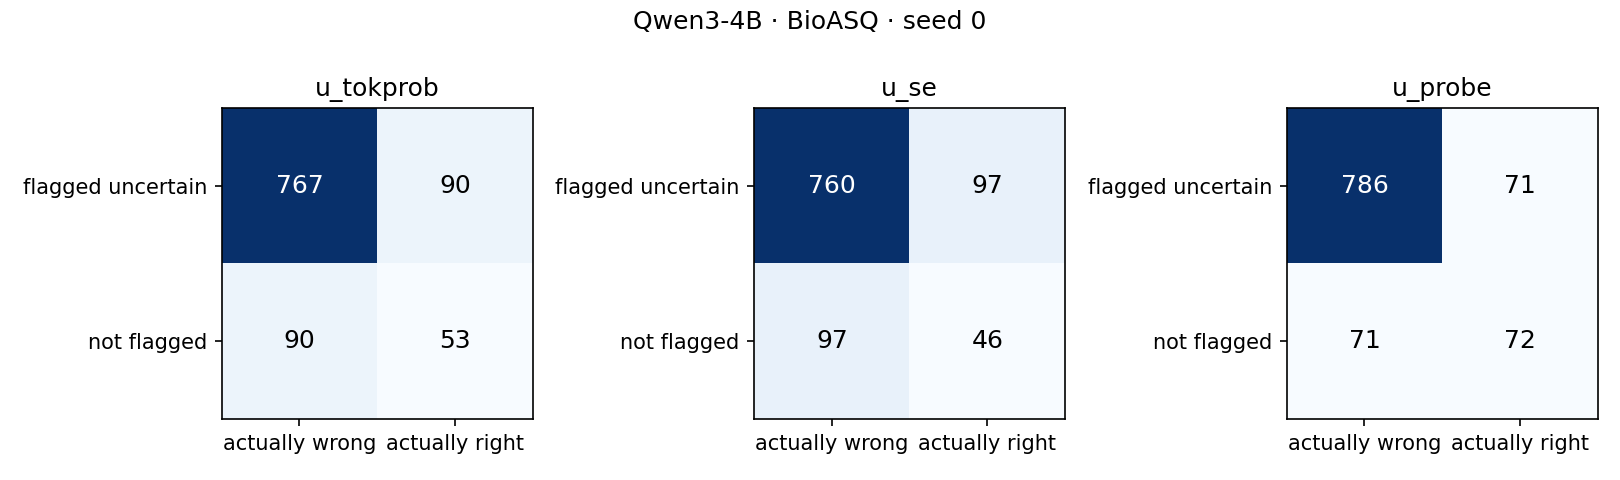 Qwen3-4B · BioASQ · seed 0
u_tokprob
flagged uncertain
767
90
not flagged
90
53
actually wrong
actually right
u_se
flagged uncertain
760
97
not flagged
97
46
actually wrong
actually right
u_probe
flagged uncertain
786
71
not flagged
71
72
actually wrong
actually right